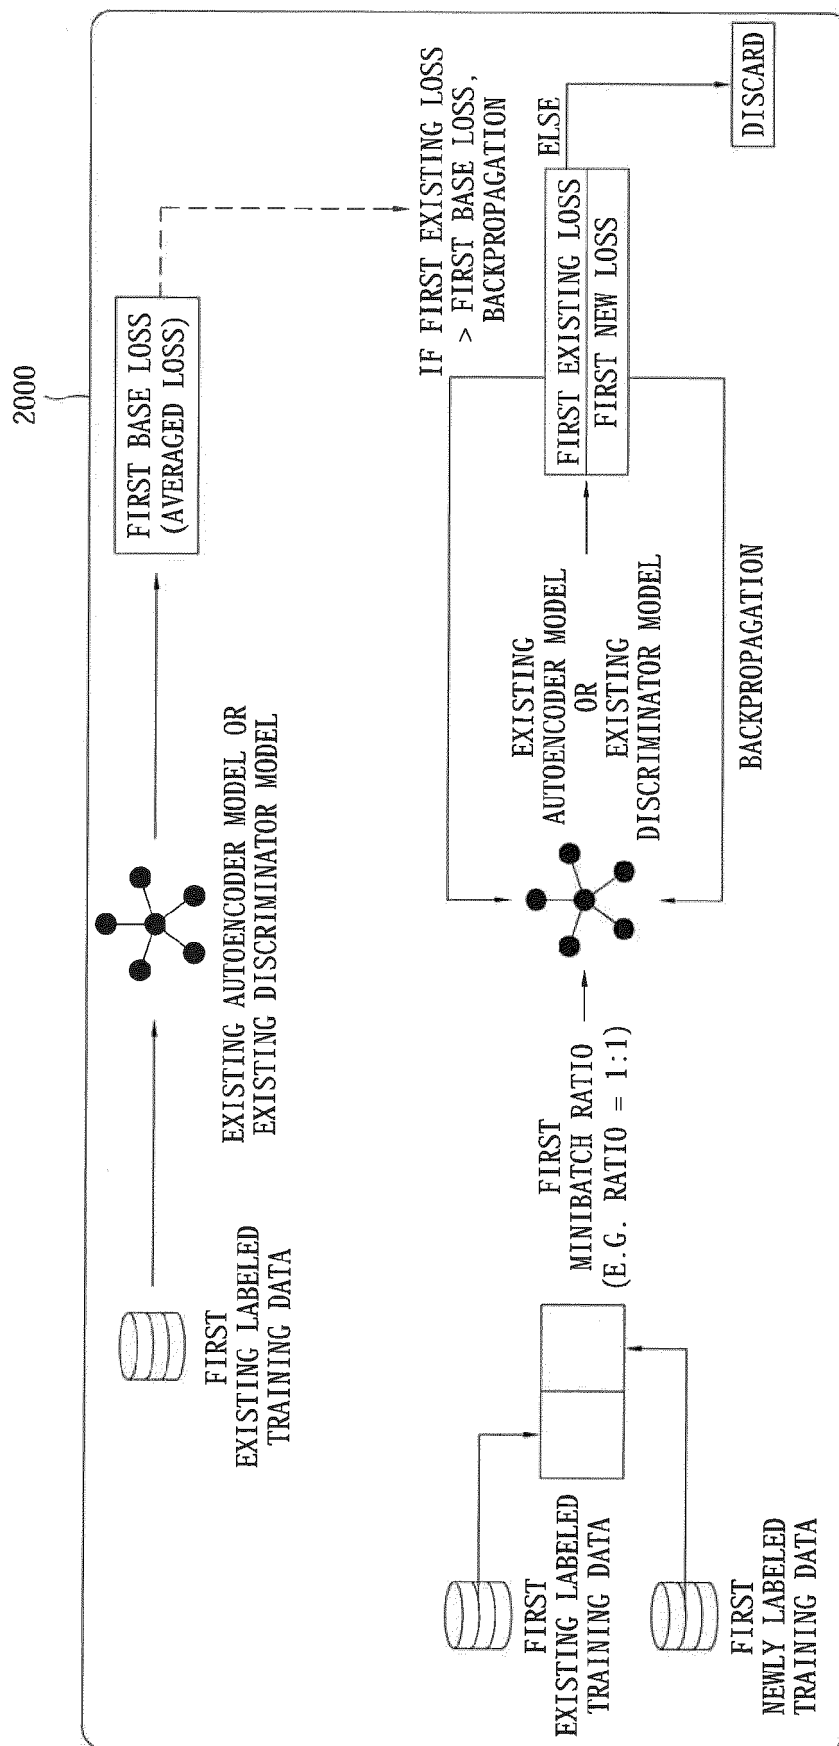 2000
FIRST
EXISTING LABELED
TRAINING DATA
EXISTING AUTOENCODER MODEL OR
EXISTING DISCRIMINATOR MODEL
FIRST BASE LOSS
(AVERAGED LOSS)
IF FIRST EXISTING LOSS
> FIRST BASE LOSS,
BACKPROPAGATION
FIRST
EXISTING LABELED
TRAINING DATA
FIRST
NEWLY LABELED
TRAINING DATA
FIRST
MINIBATCH RATIO
(E.G. RATIO = 1:1)
EXISTING
AUTOENCODER MODEL
OR
EXISTING
DISCRIMINATOR MODEL
FIRST EXISTING LOSS
FIRST NEW LOSS
ELSE
DISCARD
BACKPROPAGATION